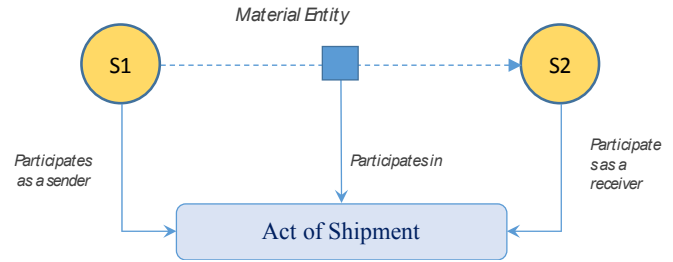 Material Entity
S1
S2
Participates
as a sender
Participates in
Participate
s as a
receiver
Act of Shipment